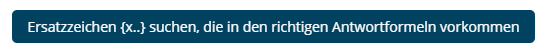 Ersatzzeichen {x..} suchen, die in den richtigen Antwortformeln vorkommen